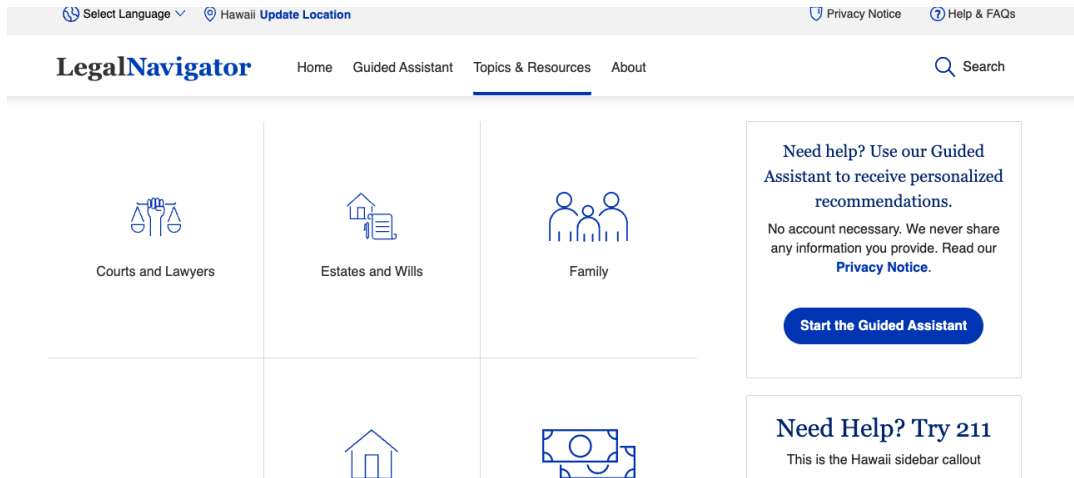 Select Language
Hawaii Update Location
Privacy Notice
Help & FAQs
LegalNavigator
Home
Guided Assistant
Topics & Resources
About
Search
Courts and Lawyers
Estates and Wills
Family
Need help? Use our Guided
Assistant to receive personalized
recommendations.
No account necessary. We never share
any information you provide. Read our
Privacy Notice.
Start the Guided Assistant
Need Help? Try 211
This is the Hawaii sidebar callout